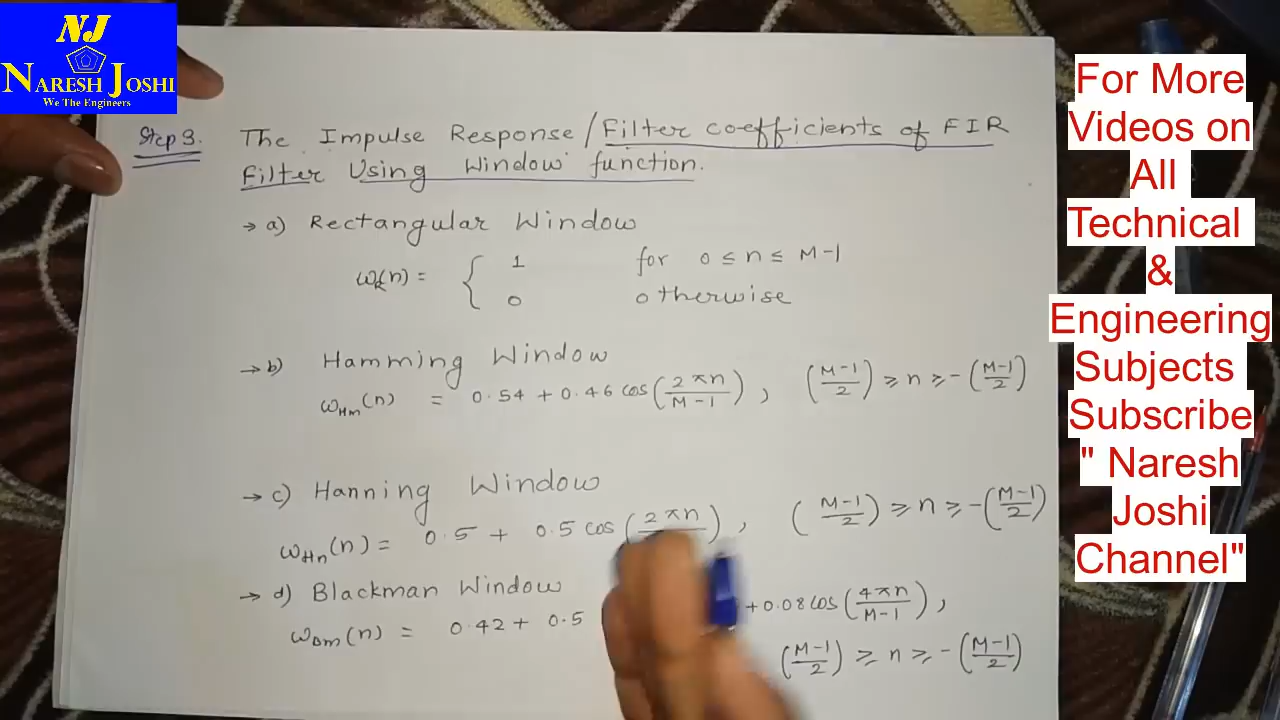 NJ
NARESH JOSHI
We The Engineers
Step 3. The Impulse Response/Filter coefficients of FIR
Filter Using Window function.
→ a) Rectangular Window
ωR(n) = { 1 for 0 ≤ n ≤ M-1
0 otherwise
→ b) Hamming Window
ωHm(n) = 0.54 + 0.46 cos(2πn/M-1), (M-1/2) ≥ n ≥ -(M-1/2)
→ c) Hanning Window
ωHn(n) = 0.5 + 0.5 cos(2πn), (M-1/2) ≥ n ≥ -(M-1/2)
→ d) Blackman Window
(n) = 0.42 + 0.5 + 0.08 cos(4πn/M-1),
(M-1/2) ≥ n ≥ -(M-1/2)
For More
Videos on
All
Technical
&
Engineering
Subjects
Subscribe
" Naresh
Joshi
Channel"